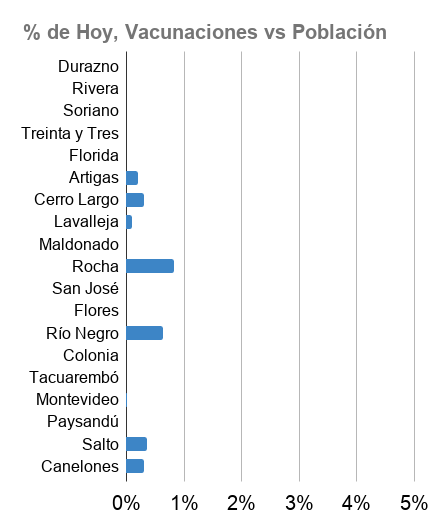 % de Hoy, Vacunaciones vs Población
Durazno
Rivera
Soriano
Treinta y Tres
Florida
Artigas
Cerro Largo
Lavalleja
Maldonado
Rocha
San José
Flores
Río Negro
Colonia
Tacuarembó
Montevideo
Paysandú
Salto
Canelones
0% 1% 2% 3% 4% 5%